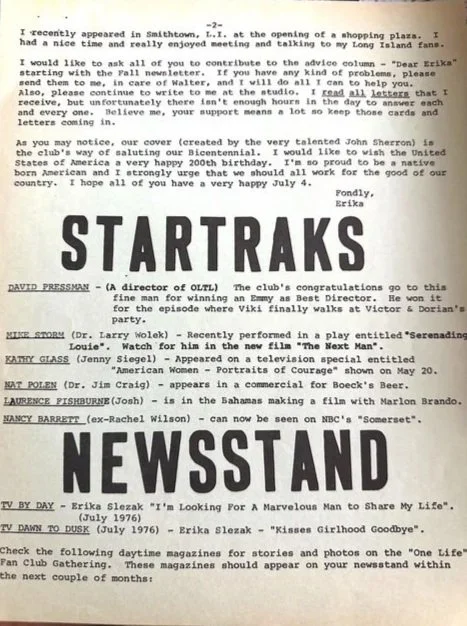 -2-
I recently appeared in Smithtown, L.I. at the opening of a shopping plaza. I
had a nice time and really enjoyed meeting and talking to my Long Island fans.
I would like to ask all of you to contribute to the advice column - "Dear Erika"
starting with the Fall newsletter. If you have any kind of problems, please
send them to me, in care of Walter, and I will do all I can to help you.
Also, please continue to write to me at the studio. I read all letters that I
receive, but unfortunately there isn't enough hours in the day to answer each
and every one. Believe me, your support means a lot so keep those cards and
letters coming in.
As you may notice, our cover (created by the very talented John Sherron) is
the club's way of saluting our Bicentennial. I would like to wish the United
States of America a very happy 200th birthday. I'm so proud to be a native
born American and I strongly urge that we should all work for the good of our
country. I hope all of you have a very happy July 4.
Fondly,
Erika
STARTRAKS
DAVID PRESSMAN - (A director of OLTL) The club's congratulations go to this
fine man for winning an Emmy as Best Director. He won it
for the episode where Viki finally walks at Victor & Dorian's
party.
MIKE STORM (Dr. Larry Wolek) - Recently performed in a play entitled "Serenading
Louie". Watch for him in the new film "The Next Man".
KATHY GLASS (Jenny Siegel) - Appeared on a television special entitled
"American Women - Portraits of Courage" shown on May 20.
NAT POLEN (Dr. Jim Craig) - appears in a commercial for Boeck's Beer.
LAURENCE FISHBURNE(Josh) - is in the Bahamas making a film with Marlon Brando.
NANCY BARRETT (ex-Rachel Wilson) - can now be seen on NBC's "Somerset".
NEWSSTAND
TV BY DAY - Erika Slezak "I'm Looking For A Marvelous Man to Share My Life".
(July 1976)
TV DAWN TO DUSK (July 1976) - Erika Slezak - "Kisses Girlhood Goodbye".
Check the following daytime magazines for stories and photos on the "One Life"
Fan Club Gathering. These magazines should appear on your newsstand within
the next couple of months: